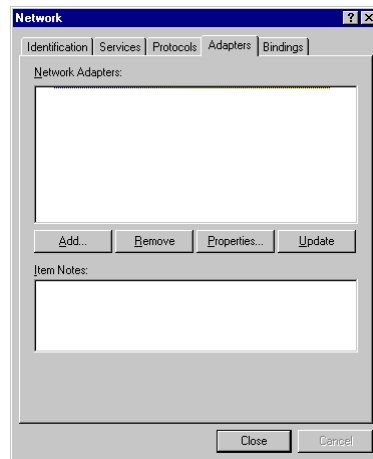 Network
Identification Services Protocols Adapters Bindings
Network Adapters:
Add... Remove Properties... Update
Item Notes:
Close Cancel